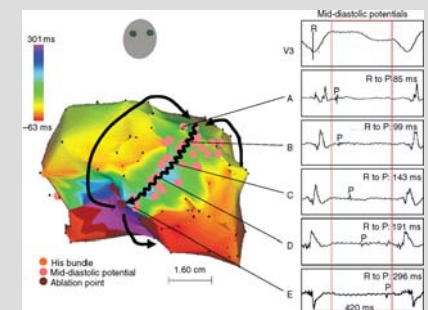 Mid-diastolic potentials
301 ms
–63 ms
R
V3
A
P
R to P:85 ms
B
P
R to P: 99 ms
C
P
R to P: 143 ms
D
P
R to P: 191 ms
E
P
R to P: 296 ms
420 ms
His bundle
Mid-diastolic potential
Ablation point
1.60 cm